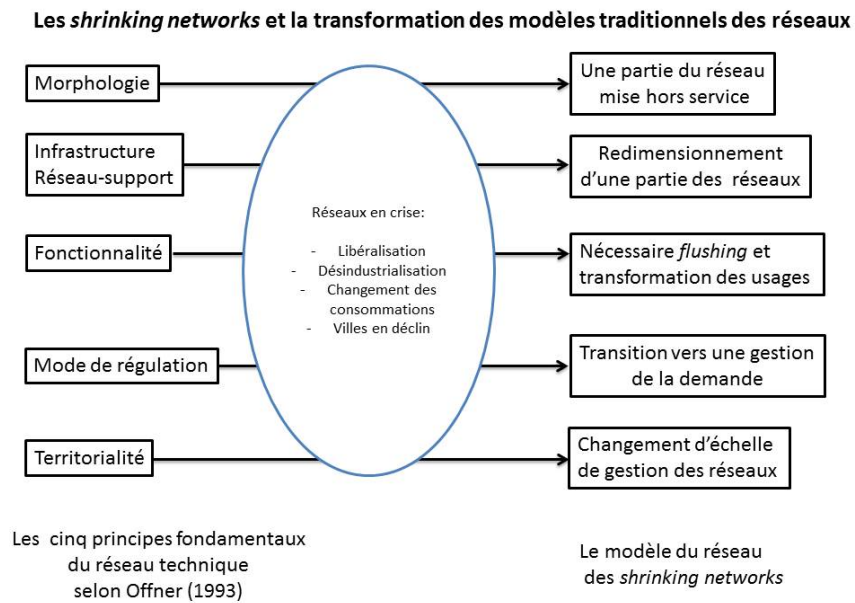 Les shrinking networks et la transformation des modèles traditionnels des réseaux
Morphologie
Une partie du réseau
mise hors service
Infrastructure
Réseau-support
Redimensionnement
d'une partie des réseaux
Réseaux en crise:
- Libéralisation
- Désindustrialisation
- Changement des
consommations
- Villes en déclin
Fonctionnalité
Nécessaire flushing et
transformation des usages
Mode de régulation
Transition vers une gestion
de la demande
Territorialité
Changement d'échelle
de gestion des réseaux
Les cinq principes fondamentaux
du réseau technique
selon Offner (1993)
Le modèle du réseau
des shrinking networks